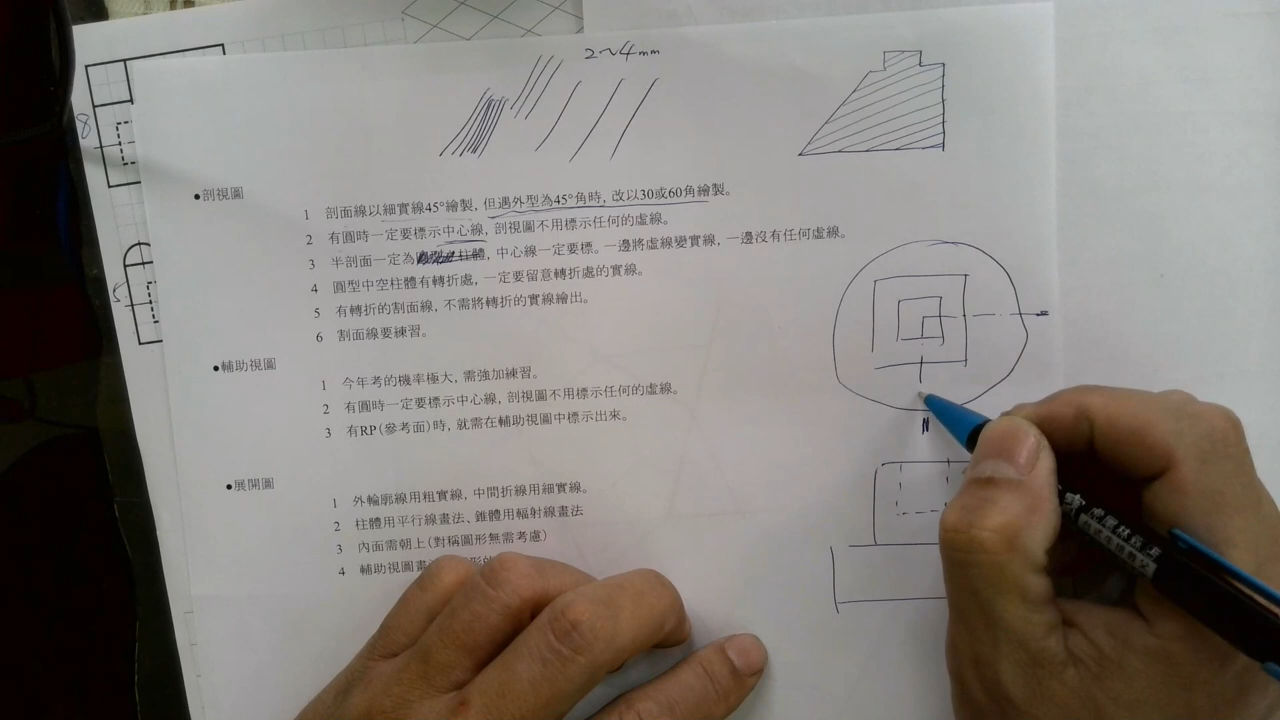 2~4mm
8
●剖視圖
1 剖面線以細實線45°繪製, 但遇外型為45°角時, 改以30或60角繪製。
2 有圓時一定要標示中心線, 剖視圖不用標示任何的虛線。
3 半剖面一定為 柱體, 中心線一定要標。一邊將虛線變實線, 一邊沒有任何虛線。
4 圓型中空柱體有轉折處, 一定要留意轉折處的實線。
5 有轉折的割面線, 不需將轉折的實線繪出。
6 割面線要練習。
●輔助視圖
1 今年考的機率極大, 需強加練習。
2 有圓時一定要標示中心線, 剖視圖不用標示任何的虛線。
3 有RP(參考面)時, 就需在輔助視圖中標示出來。
●展開圖
1 外輪廓線用粗實線, 中間折線用細實線。
2 柱體用平行線畫法、錐體用輻射線畫法
3 內面需朝上(對稱圖形無需考慮)
4 輔助視圖畫